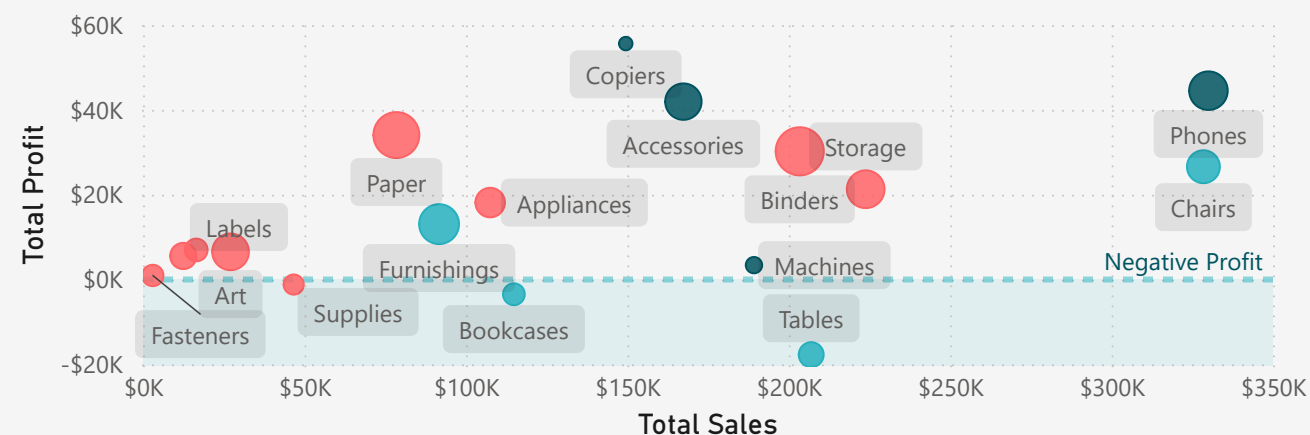 $60K
Copiers
$40K
Accessories
Phones
Storage
Paper
$20K
Appliances
Binders
Chairs
Labels
Furnishings
Machines
Negative Profit
$0K
Art
Supplies
Tables
Fasteners
Bookcases
-$20K
Total Profit
$0K $50K $100K $150K $200K $250K $300K $350K
Total Sales